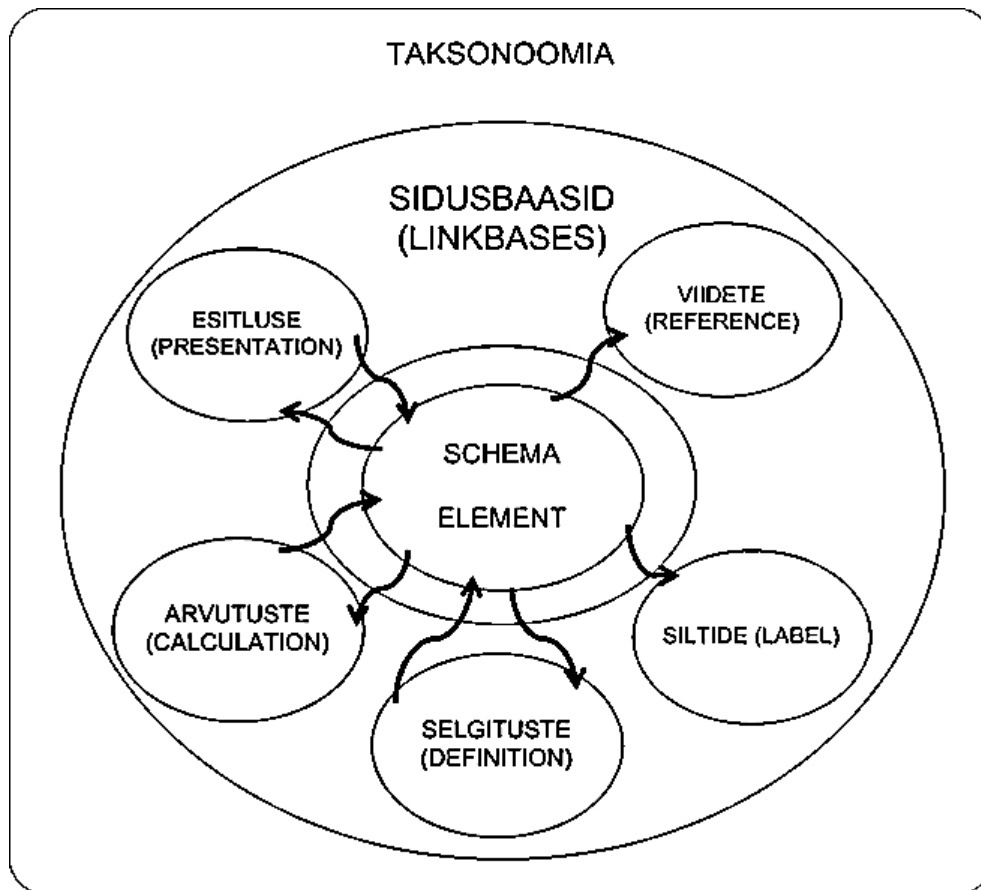 TAKSONOOMIA
SIDUSBAASID
(LINKBASES)
VIIDETE
(REFERENCE)
ESITLUSE
(PRESENTATION)
SCHEMA
ELEMENT
ARVUTUSTE
(CALCULATION)
SILTIDE (LABEL)
SELGITUSTE
(DEFINITION)